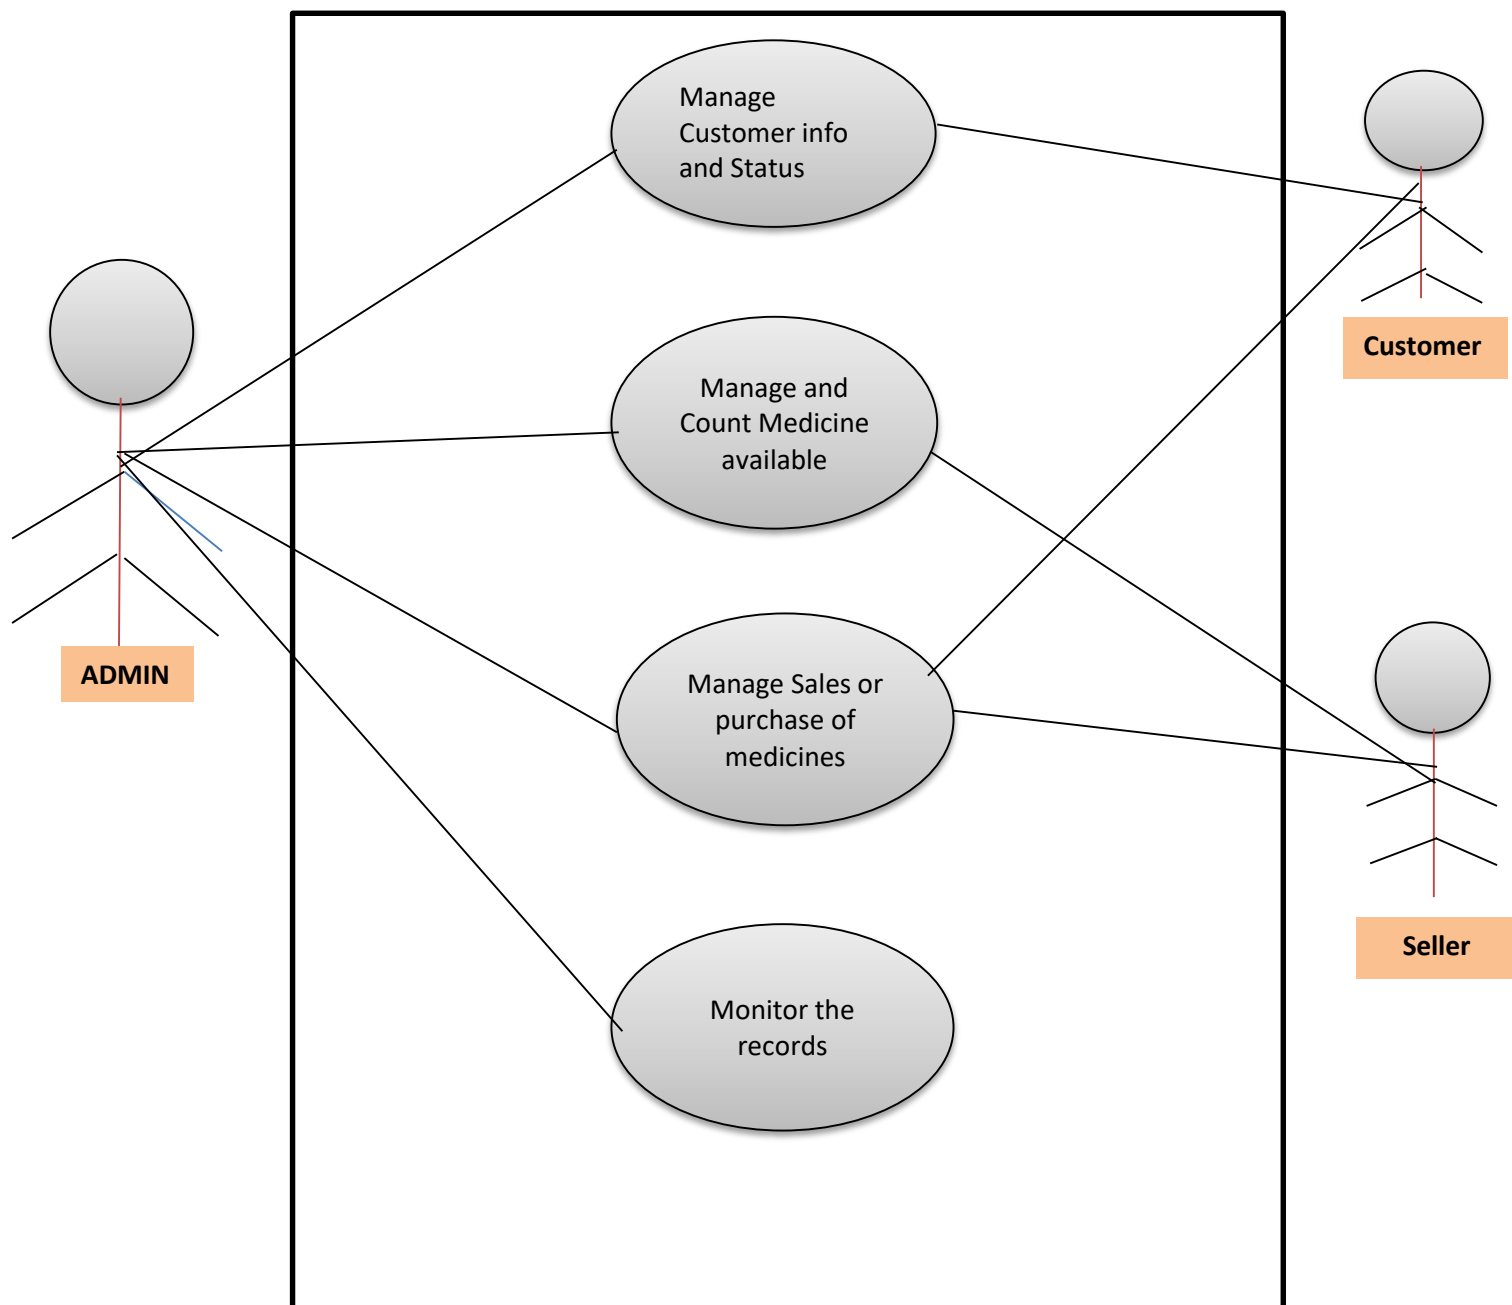 Manage
Customer info
and Status
Customer
Manage and
Count Medicine
available
ADMIN
Manage Sales or
purchase of
medicines
Seller
Monitor the
records